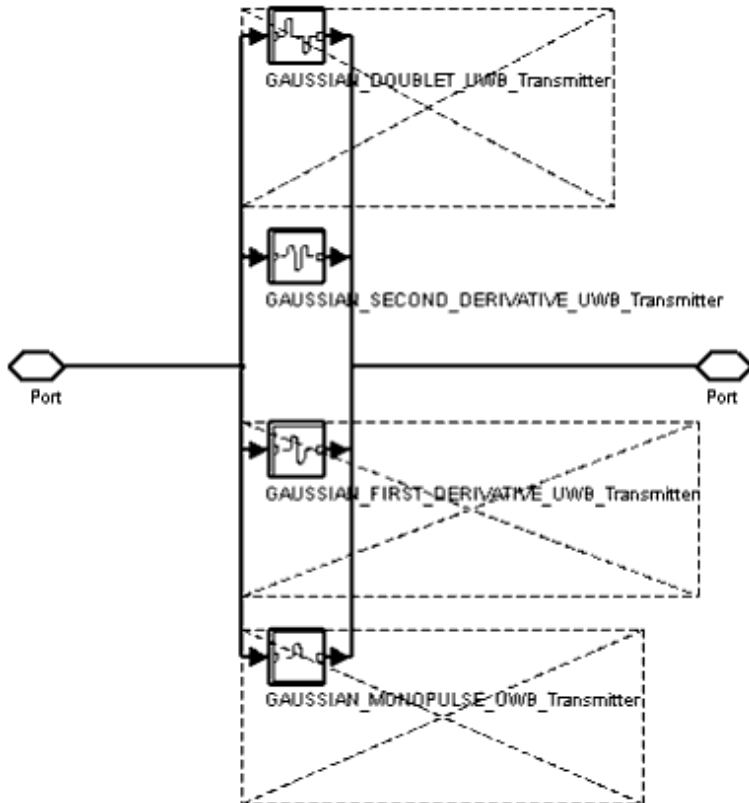 GAUSSIAN_DOUBLET_UWB_Transmitter
GAUSSIAN_SECOND_DERIVATIVE_UWB_Transmitter
Port
Port
GAUSSIAN_FIRST_DERIVATIVE_UWB_Transmitter
GAUSSIAN_MONOPULSE_UWB_Transmitter